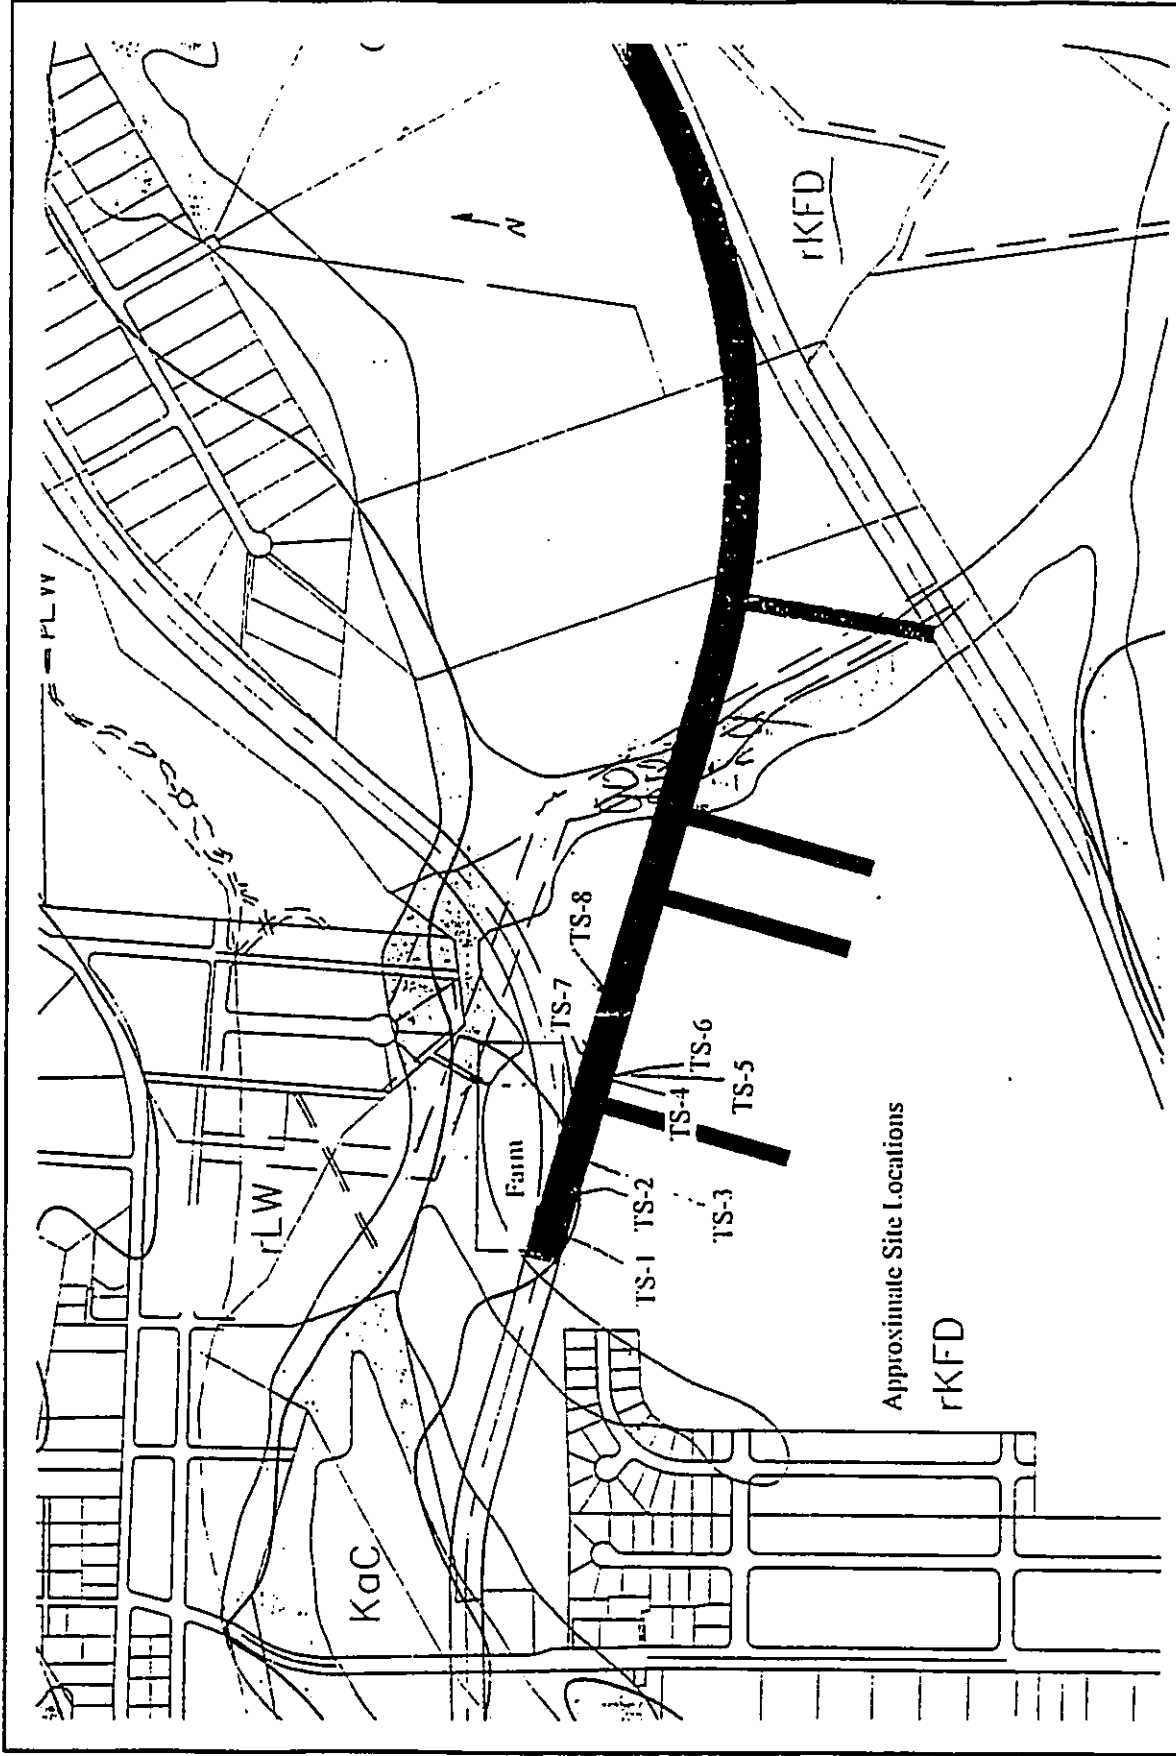 rLW
KaC
Farm
TS-1
TS-2
TS-3
TS-4
TS-5
TS-6
TS-7
TS-8
N
rKFD
Approximate Site Locations
rKFD